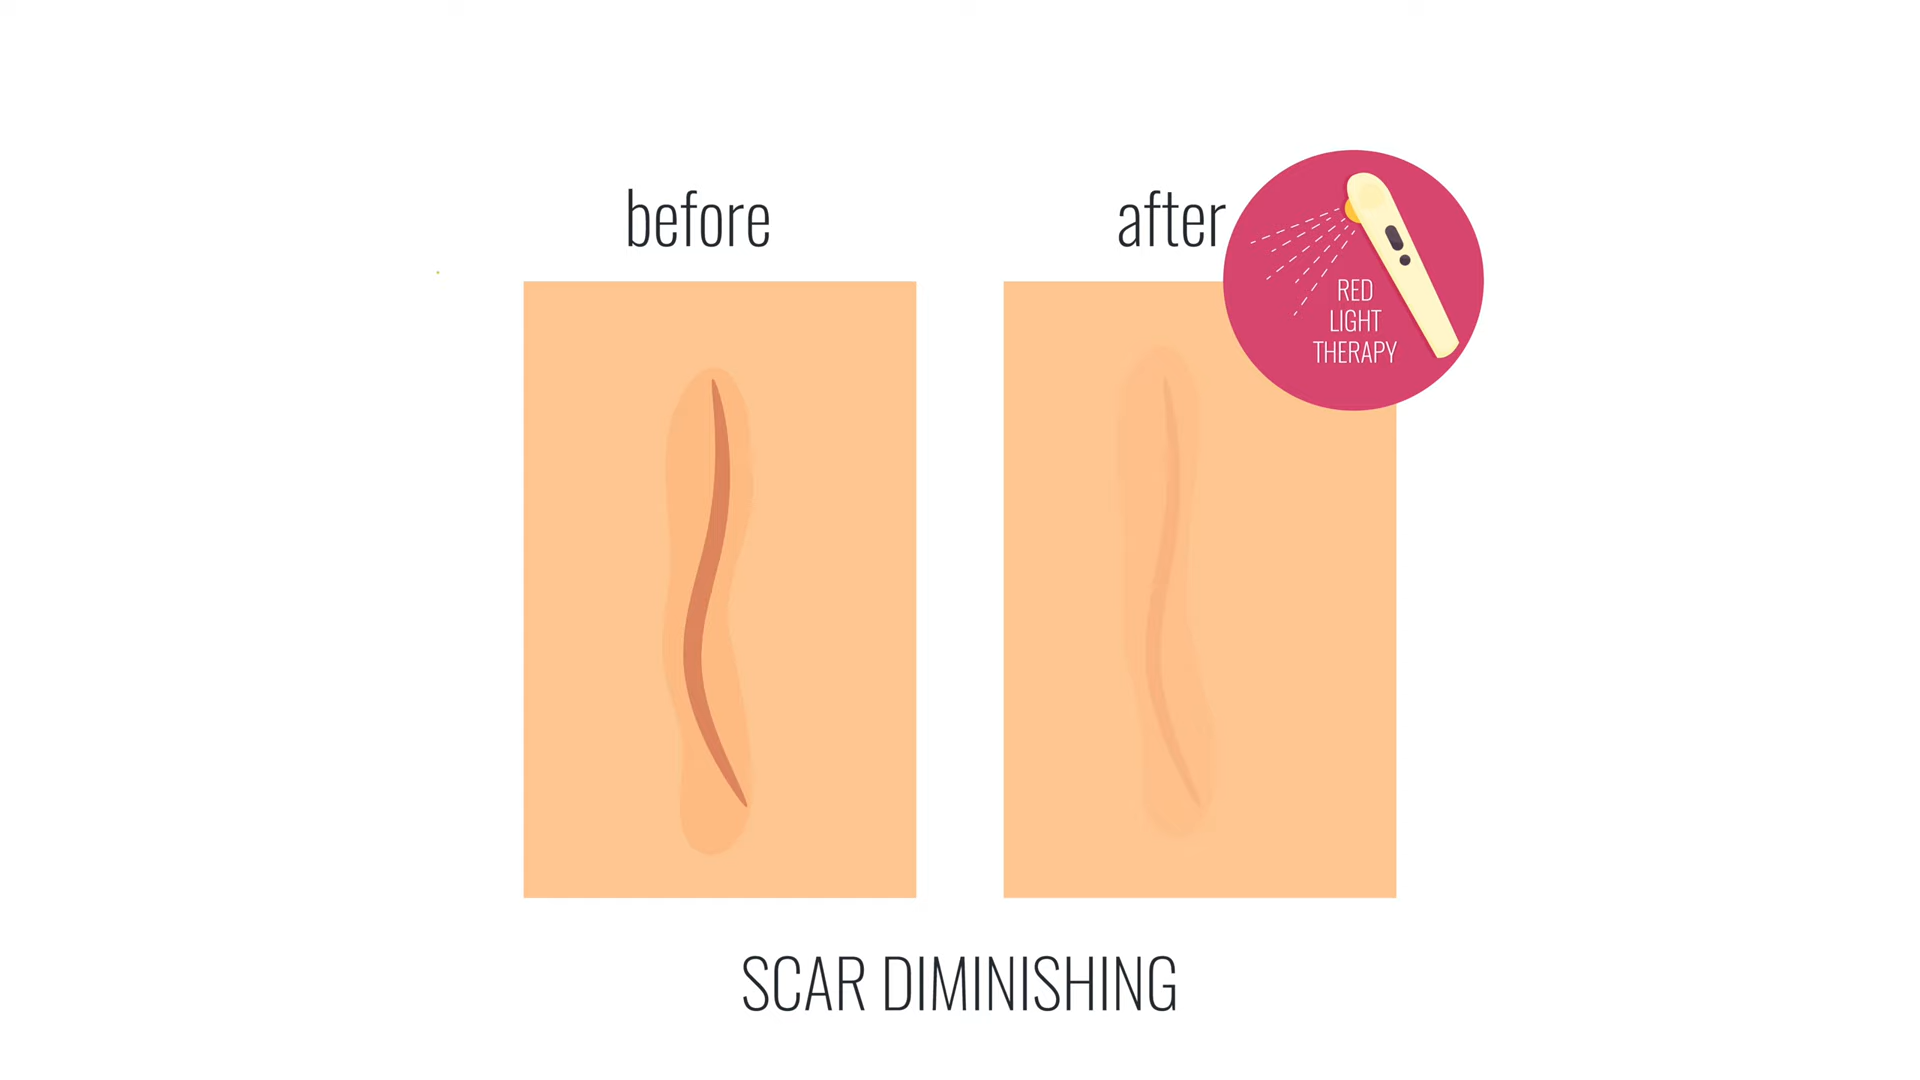 before
after
RED
LIGHT
THERAPY
SCAR DIMINISHING